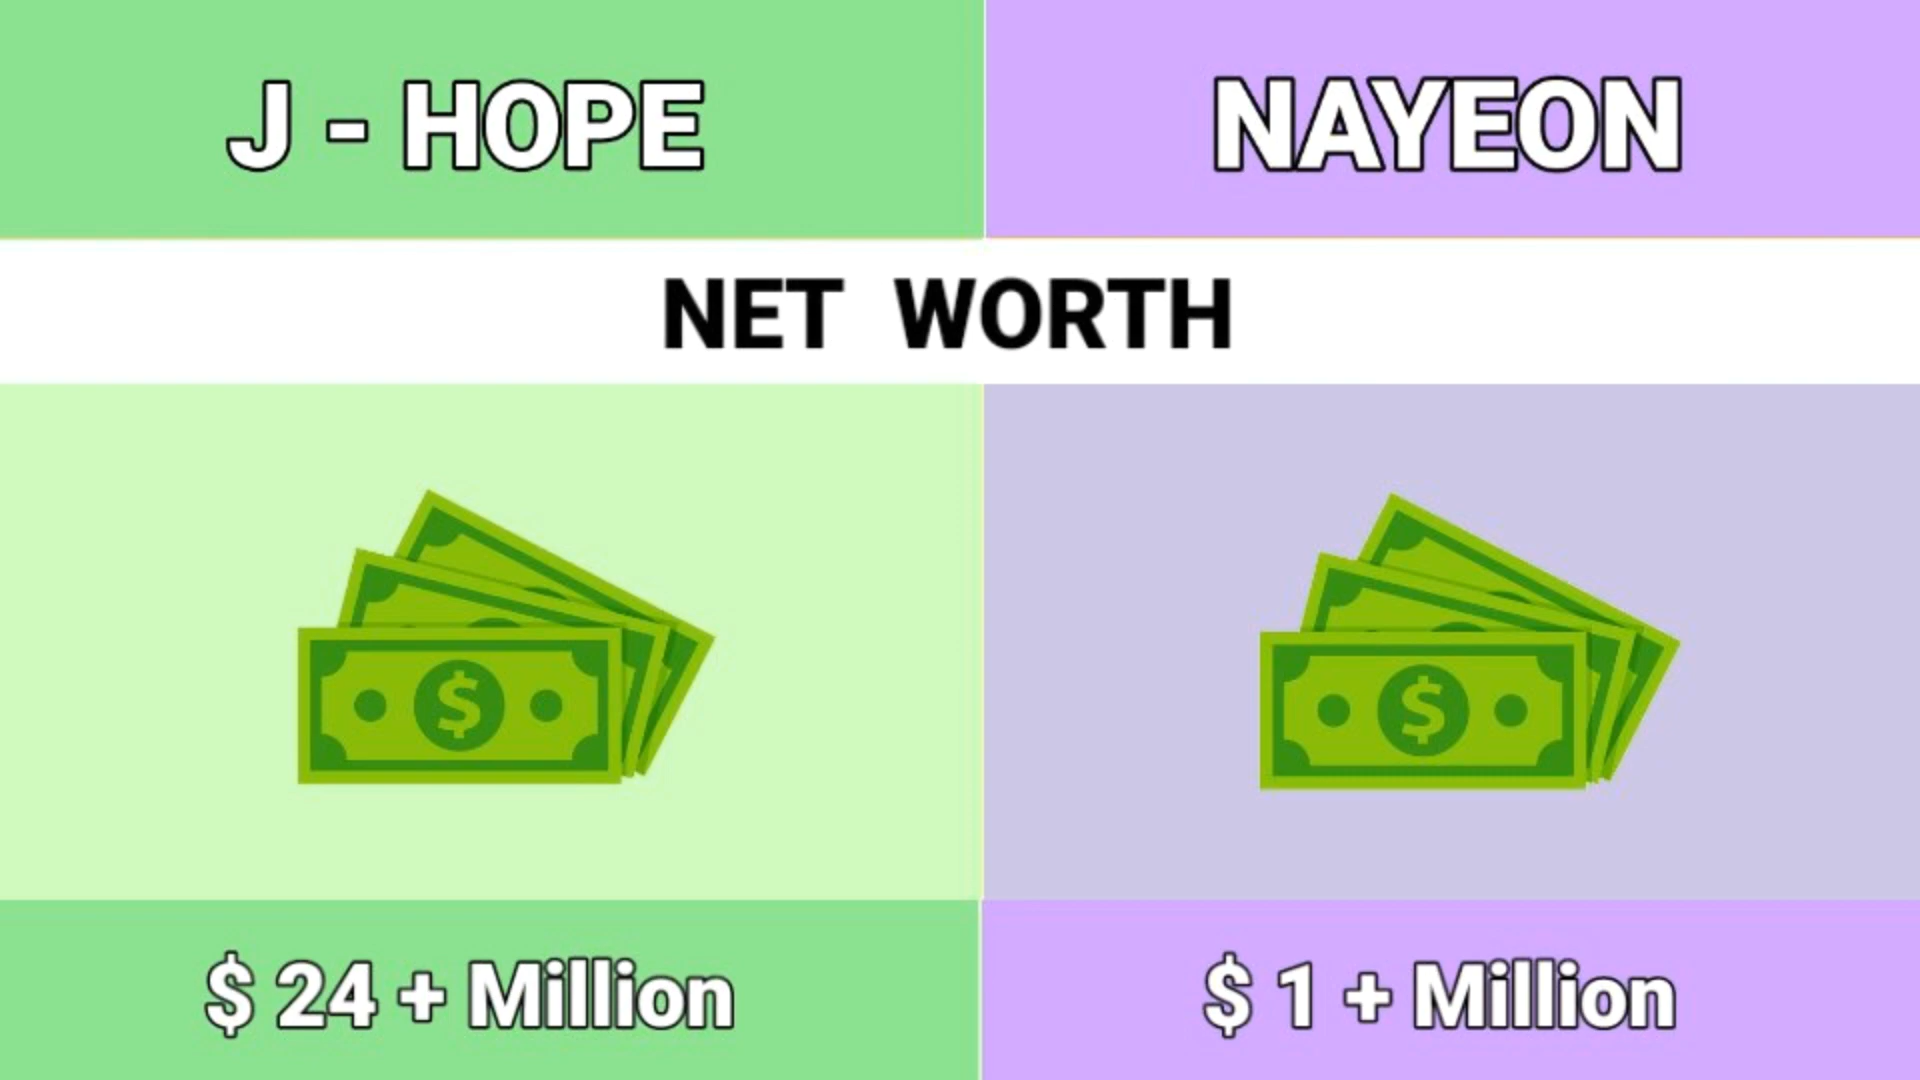 J - HOPE
NAYEON
NET WORTH
$
$
$ 24 + Million
$ 1 + Million